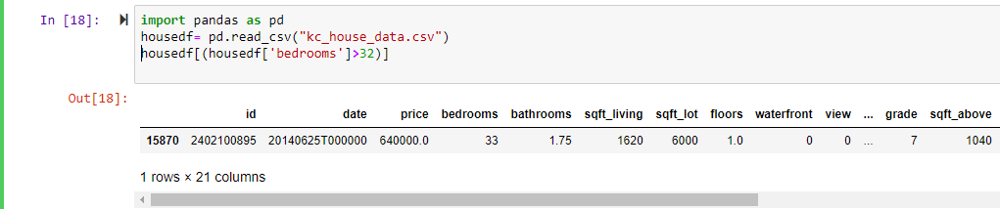 In [18]: import pandas as pd
housedf= pd.read_csv("kc_house_data.csv")
housedf[(housedf['bedrooms']>32)]
Out[18]:
id date price bedrooms bathrooms sqft_living sqft_lot floors waterfront view ... grade sqft_above
15870 2402100895 20140625T000000 640000.0 33 1.75 1620 6000 1.0 0 0 ... 7 1040
1 rows × 21 columns